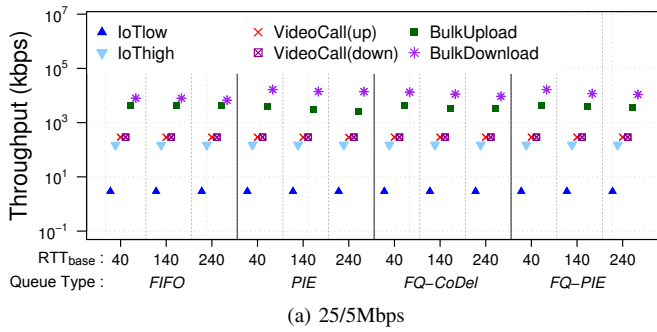 Throughput (kbps)
10^7
10^5
10^3
10^1
10^−1
IoTlow
VideoCall(up)
BulkUpload
IoThigh
VideoCall(down)
BulkDownload
RTT_base : 40 140 240 40 140 240 40 140 240 40 140 240
Queue Type : FIFO PIE FQ−CoDel FQ−PIE
(a) 25/5Mbps